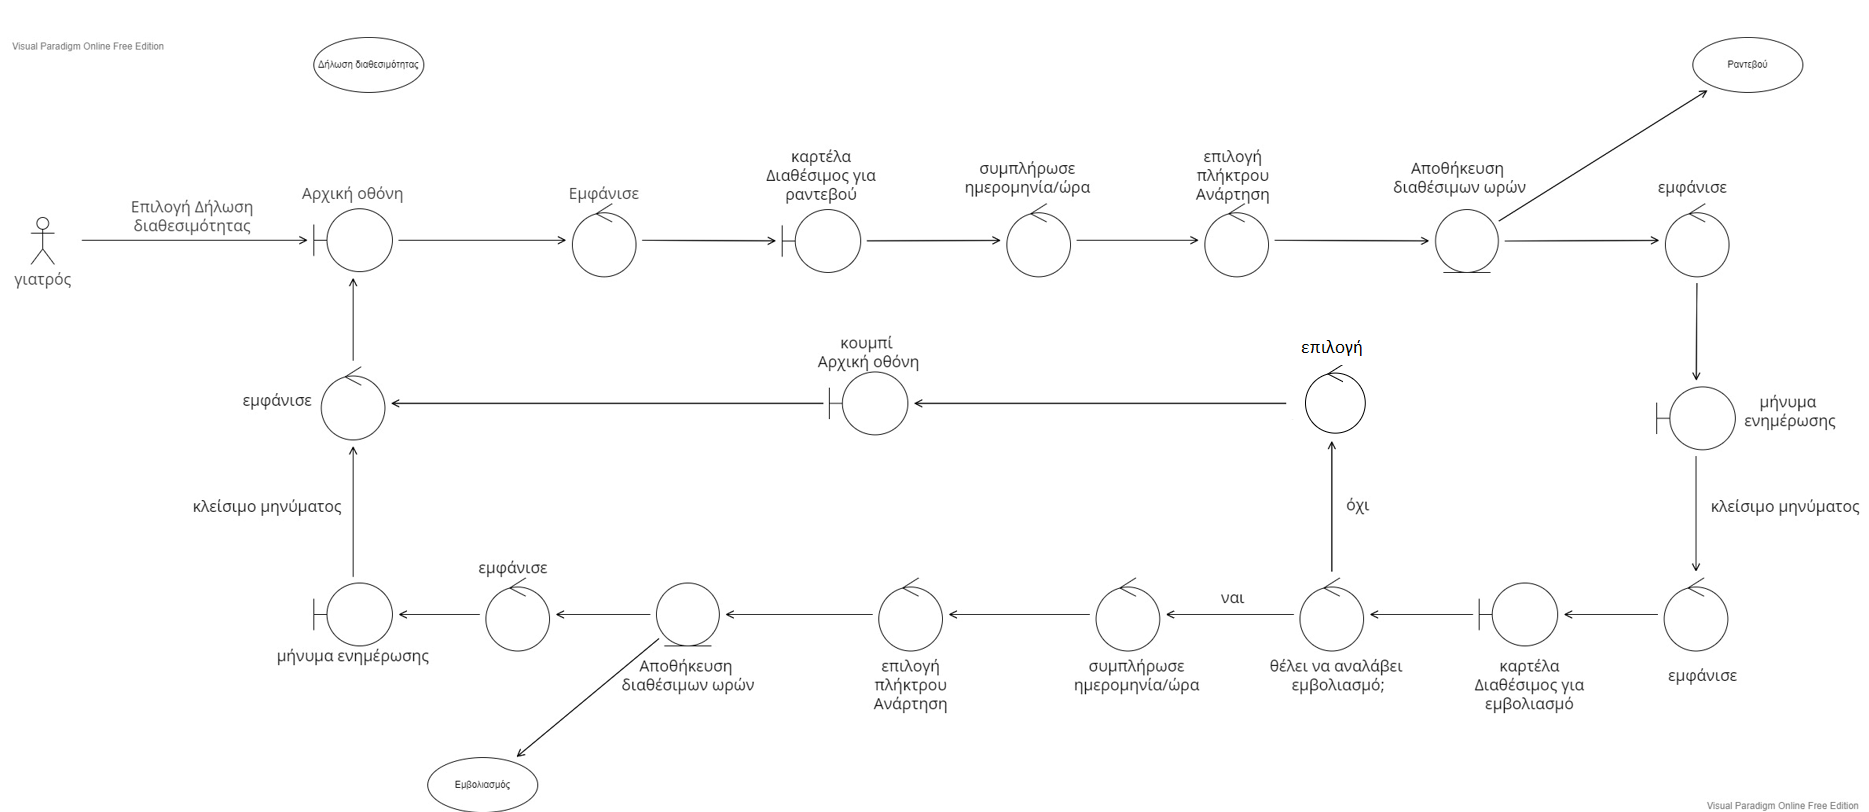 Visual Paradigm Online Free Edition
Δήλωση διαθεσιμότητας
Ραντεβού
Επιλογή Δήλωση
διαθεσιμότητας
Αρχική οθόνη
Εμφάνισε
καρτέλα
Διαθέσιμος για
ραντεβού
συμπλήρωσε
ημερομηνία/ώρα
επιλογή
πλήκτρου
Ανάρτηση
Αποθήκευση
διαθέσιμων ωρών
εμφάνισε
γιατρός
κουμπί
Αρχική οθόνη
επιλογή
εμφάνισε
μήνυμα
ενημέρωσης
κλείσιμο μηνύματος
όχι
κλείσιμο μηνύματος
εμφάνισε
ναι
μήνυμα ενημέρωσης
Αποθήκευση
διαθέσιμων ωρών
επιλογή
πλήκτρου
Ανάρτηση
συμπλήρωσε
ημερομηνία/ώρα
θέλει να αναλάβει
εμβολιασμό;
καρτέλα
Διαθέσιμος για
εμβολιασμό
εμφάνισε
Εμβολιασμός
Visual Paradigm Online Free Edition